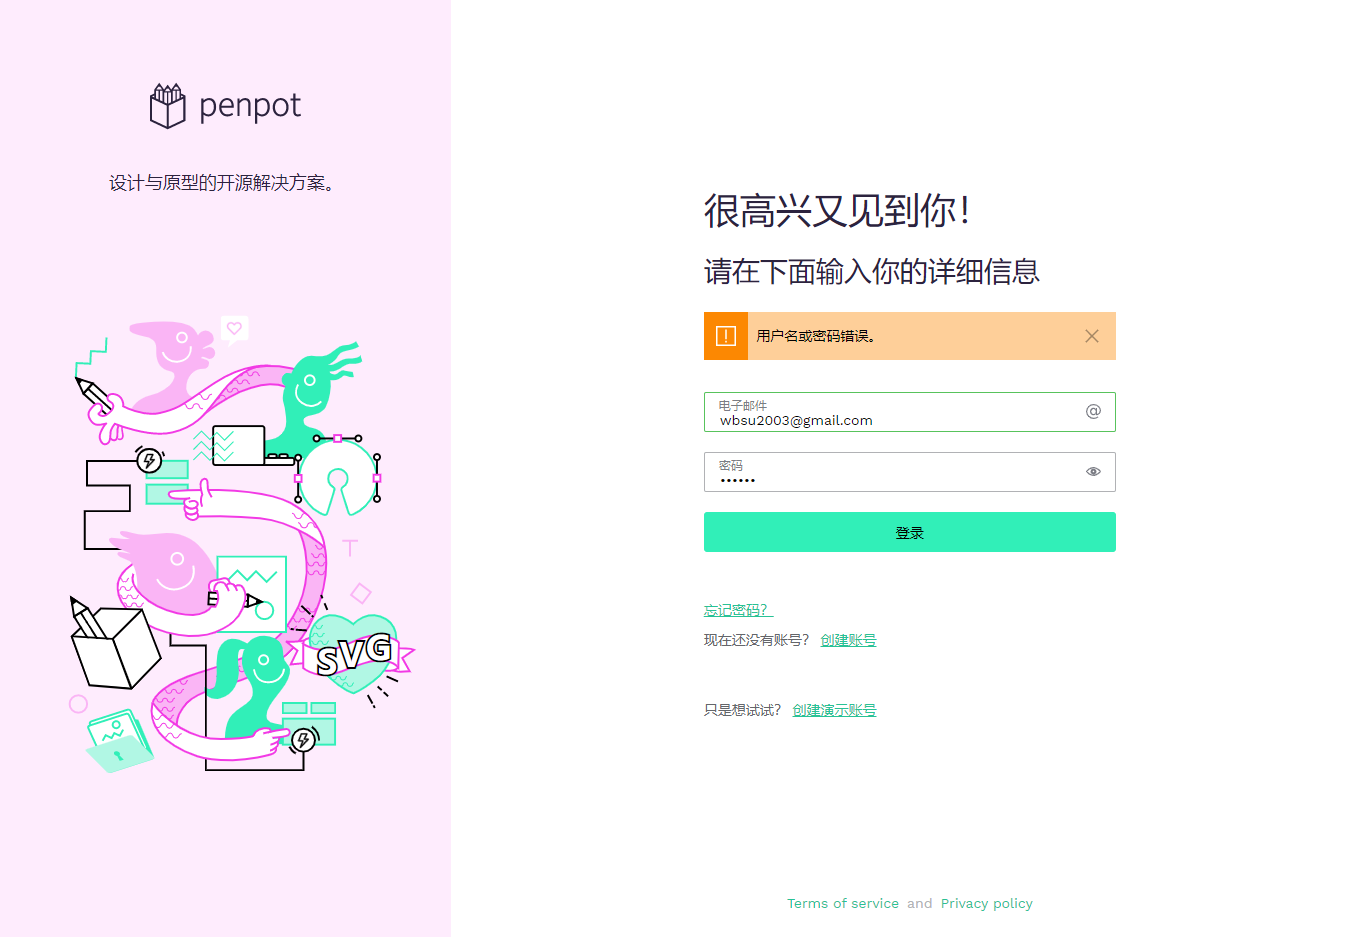 penpot
设计与原型的开源解决方案。
SVG
很高兴又见到你！
请在下面输入你的详细信息
用户名或密码错误。
电子邮件
wbsu2003@gmail.com
@
密码
••••••
登录
忘记密码？
现在还没有账号？ 创建账号
只是想试试？ 创建演示账号
Terms of service and Privacy policy